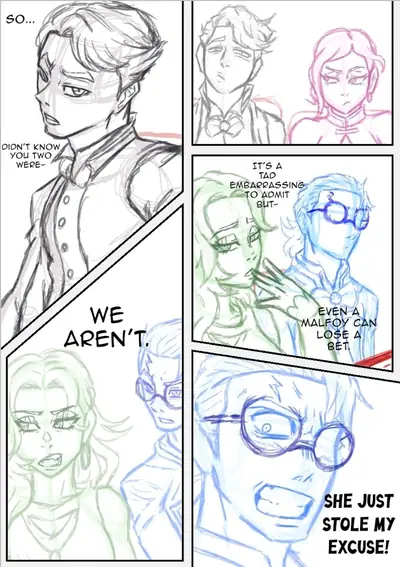 SO...
DIDN'T KNOW
YOU TWO
WERE-
IT'S A
TAD
EMBARRASSING
TO ADMIT
BUT-
EVEN A
MALFOY CAN
LOSE A
BET.
WE
AREN'T.
SHE JUST
STOLE MY
EXCUSE!